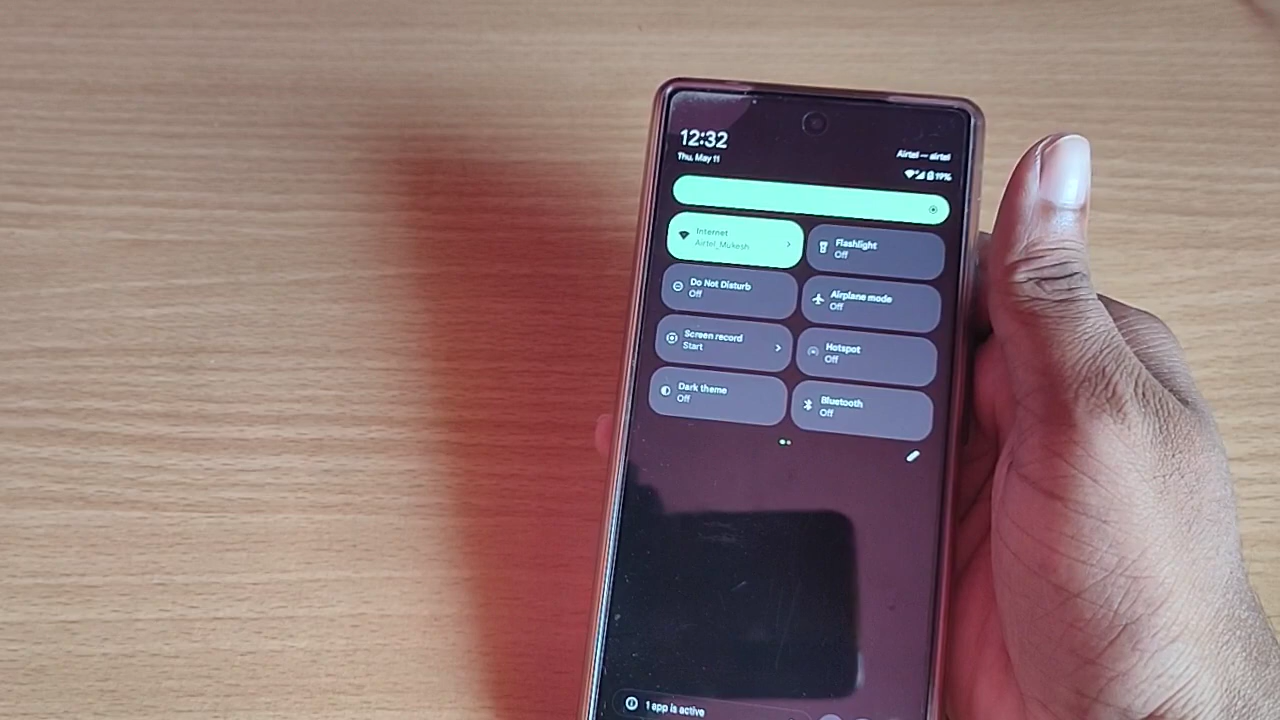 12:32
Thu, May 11
Airtel — airtel
19%
Internet
Airtel_Mukesh
Flashlight
Off
Do Not Disturb
Off
Airplane mode
Off
Screen record
Start
Hotspot
Off
Dark theme
Off
Bluetooth
Off
1 app is active